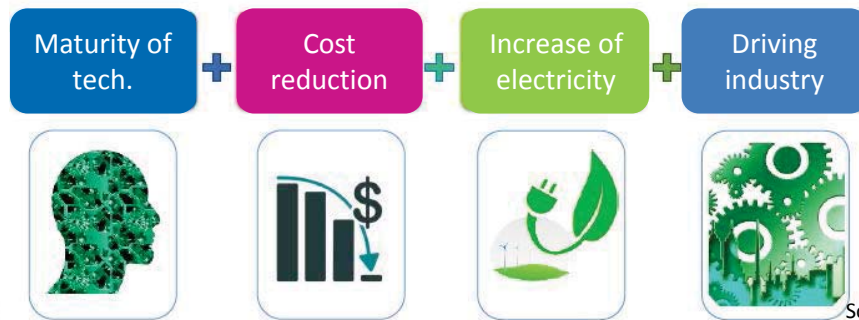 Maturity of
tech.
Cost
reduction
Increase of
electricity
Driving
industry
$